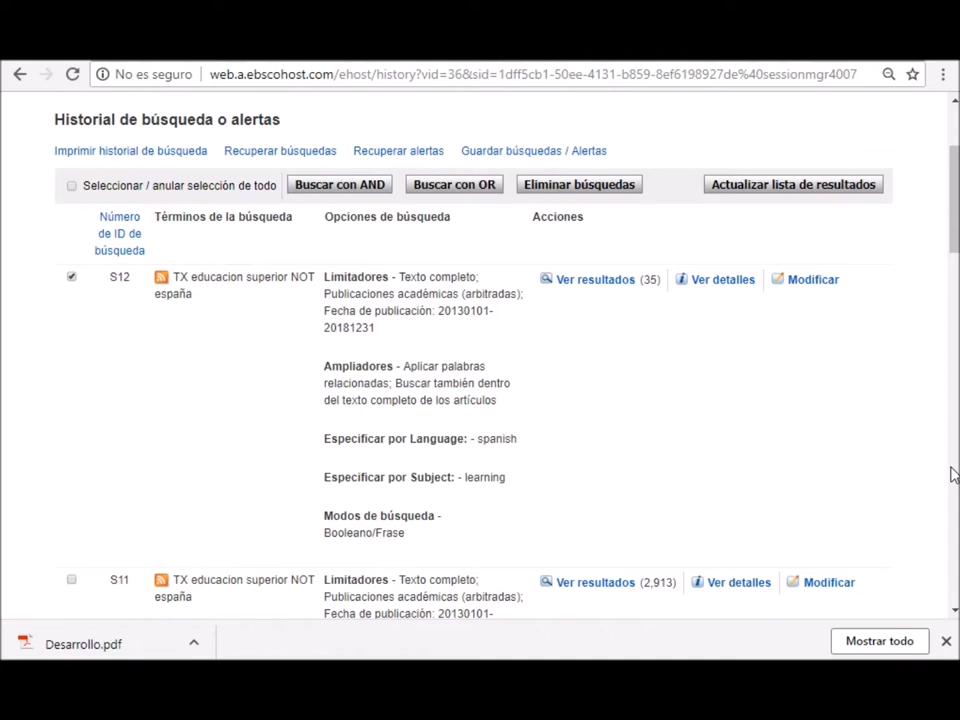 No es seguro web.a.ebscohost.com/ehost/history?vid=36&sid=1dff5cb1-50ee-4131-b859-8ef6198927de%40sessionmgr4007
Historial de búsqueda o alertas
Imprimir historial de búsqueda Recuperar búsquedas Recuperar alertas Guardar búsquedas / Alertas
Seleccionar / anular selección de todo Buscar con AND Buscar con OR Eliminar búsquedas Actualizar lista de resultados
Número de ID de búsqueda Términos de la búsqueda Opciones de búsqueda Acciones
S12 TX educacion superior NOT Limitadores - Texto completo; Ver resultados (35) Ver detalles Modificar
españa Publicaciones académicas (arbitradas);
Fecha de publicación: 20130101-
20181231
Ampliadores - Aplicar palabras
relacionadas; Buscar también dentro
del texto completo de los artículos
Especificar por Language: - spanish
Especificar por Subject: - learning
Modos de búsqueda -
Booleano/Frase
S11 TX educacion superior NOT Limitadores - Texto completo; Ver resultados (2,913) Ver detalles Modificar
españa Publicaciones académicas (arbitradas);
Fecha de publicación: 20130101-
Desarrollo.pdf Mostrar todo